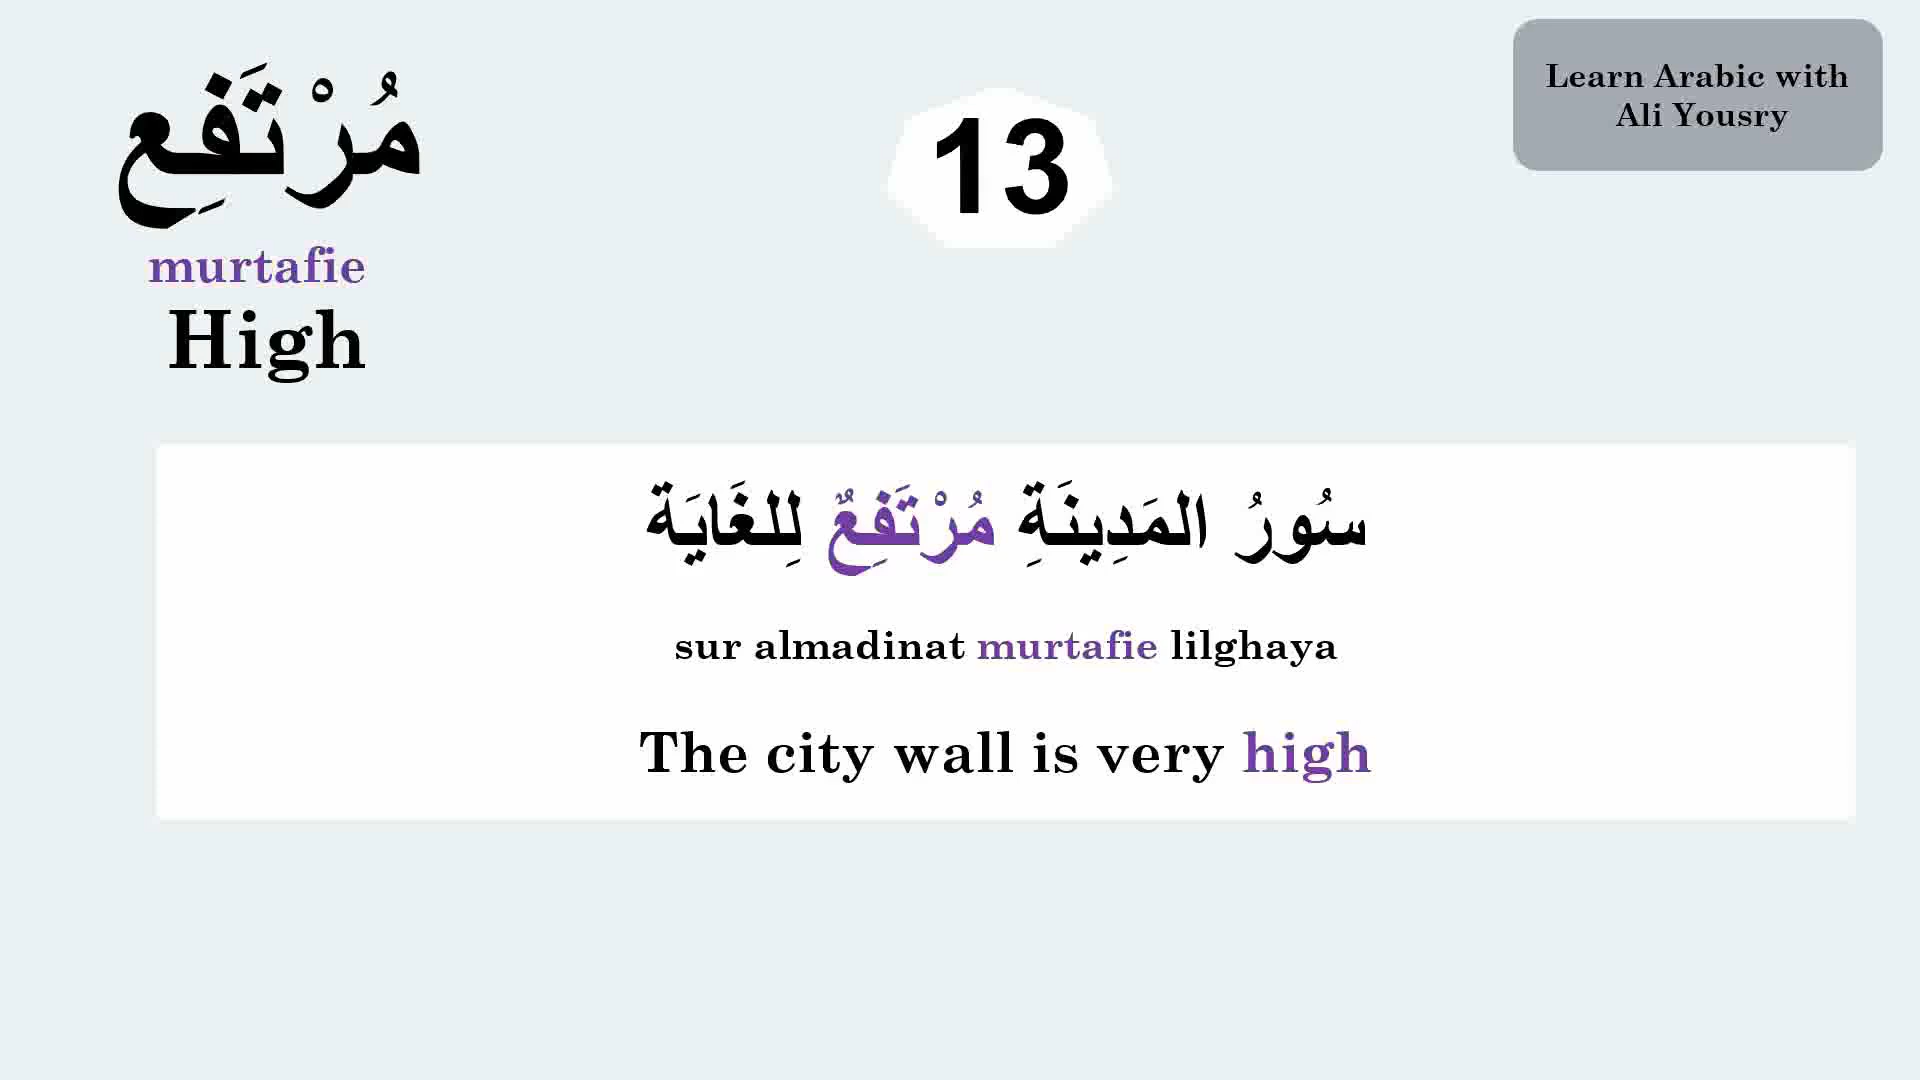 مُرْتَفِع
murtafie
High
13
Learn Arabic with
Ali Yousry
سُورُ المَدِينَةِ مُرْتَفِعٌ لِلغَايَة
sur almadinat murtafie lilghaya
The city wall is very high